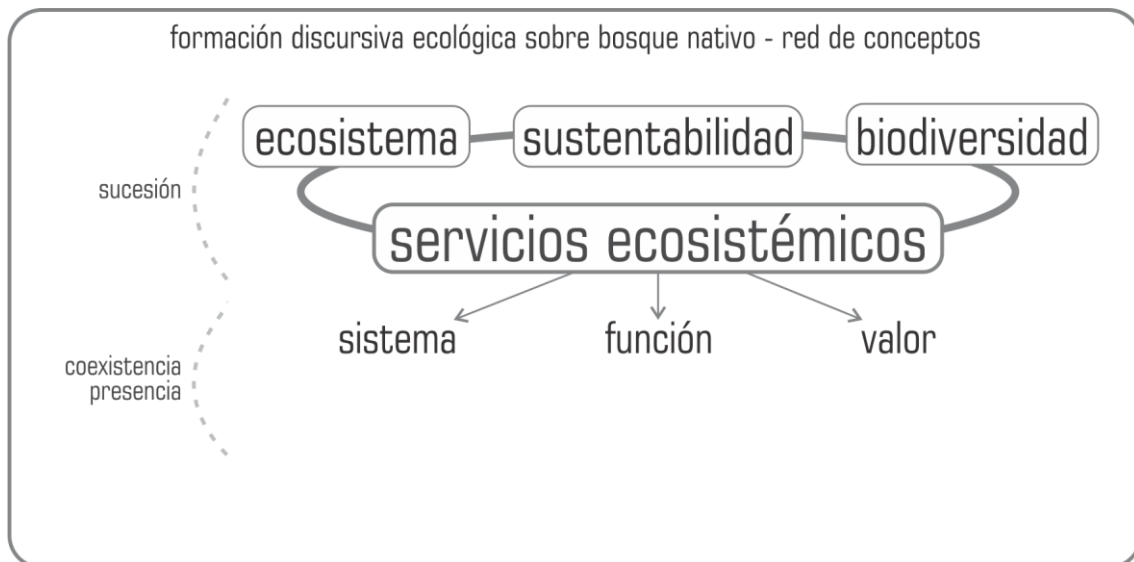 formación discursiva ecológica sobre bosque nativo - red de conceptos
ecosistema
sustentabilidad
biodiversidad
sucesión
servicios ecosistémicos
sistema
función
valor
coexistencia
presencia